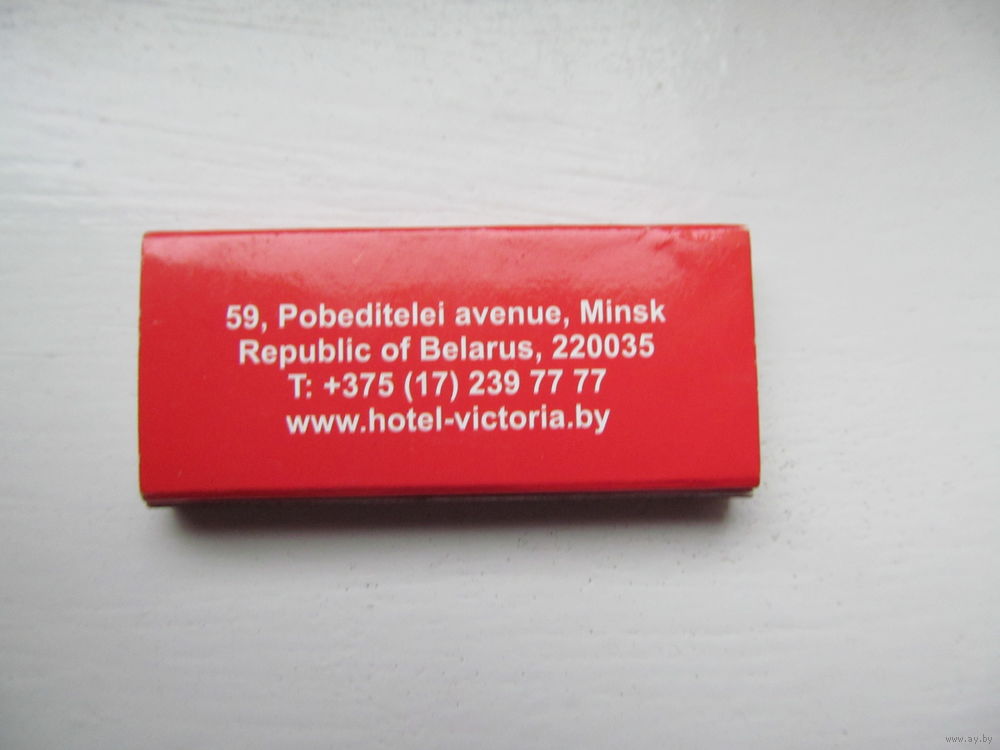 59, Pobeditelei avenue, Minsk
Republic of Belarus, 220035
T: +375 (17) 239 77 77
www.hotel-victoria.by
www.ay.by